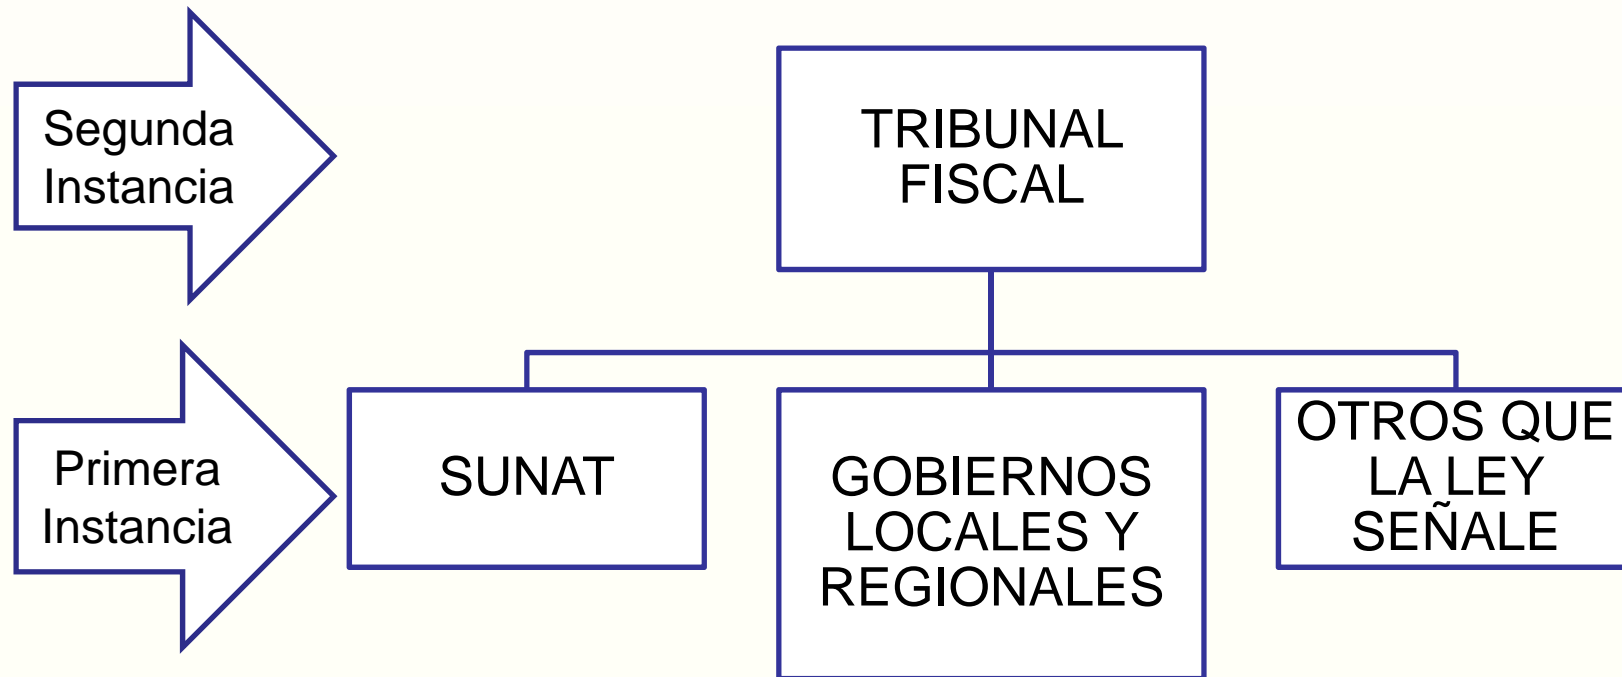 Segunda
Instancia
TRIBUNAL
FISCAL
Primera
Instancia
SUNAT
GOBIERNOS
LOCALES Y
REGIONALES
OTROS QUE
LA LEY
SEÑALE